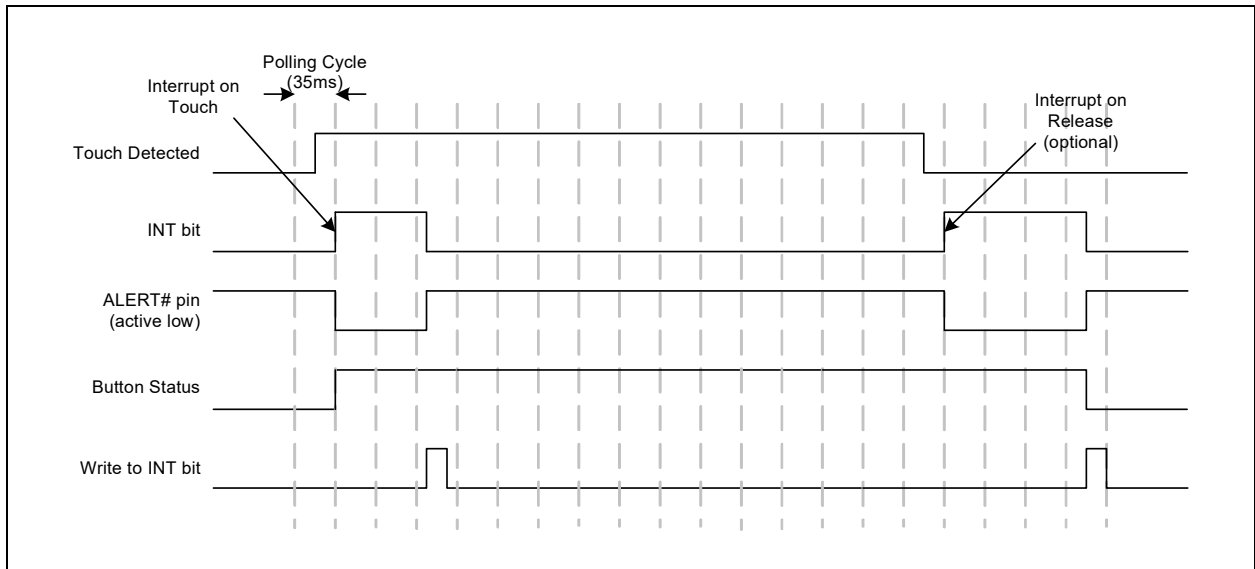 Polling Cycle
(35ms)
Interrupt on
Touch
Interrupt on
Release
(optional)
Touch Detected
INT bit
ALERT# pin
(active low)
Button Status
Write to INT bit